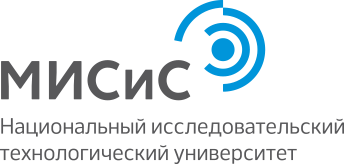 МИСиС
Национальный исследовательский
технологический университет